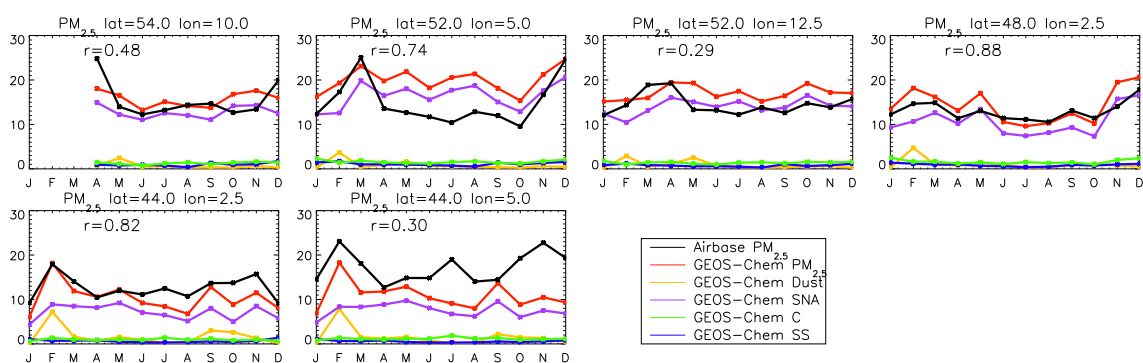 PM2.5 lat=54.0 lon=10.0
r=0.48
30
20
10
0
J F M A M J J A S O N D
PM2.5 lat=52.0 lon=5.0
r=0.74
30
20
10
0
J F M A M J J A S O N D
PM2.5 lat=52.0 lon=12.5
r=0.29
30
20
10
0
J F M A M J J A S O N D
PM2.5 lat=48.0 lon=2.5
r=0.88
30
20
10
0
J F M A M J J A S O N D
PM2.5 lat=44.0 lon=2.5
r=0.82
30
20
10
0
J F M A M J J A S O N D
PM2.5 lat=44.0 lon=5.0
r=0.30
30
20
10
0
J F M A M J J A S O N D
Airbase PM2.5
GEOS-Chem PM2.5
GEOS-Chem Dust
GEOS-Chem SNA
GEOS-Chem C
GEOS-Chem SS